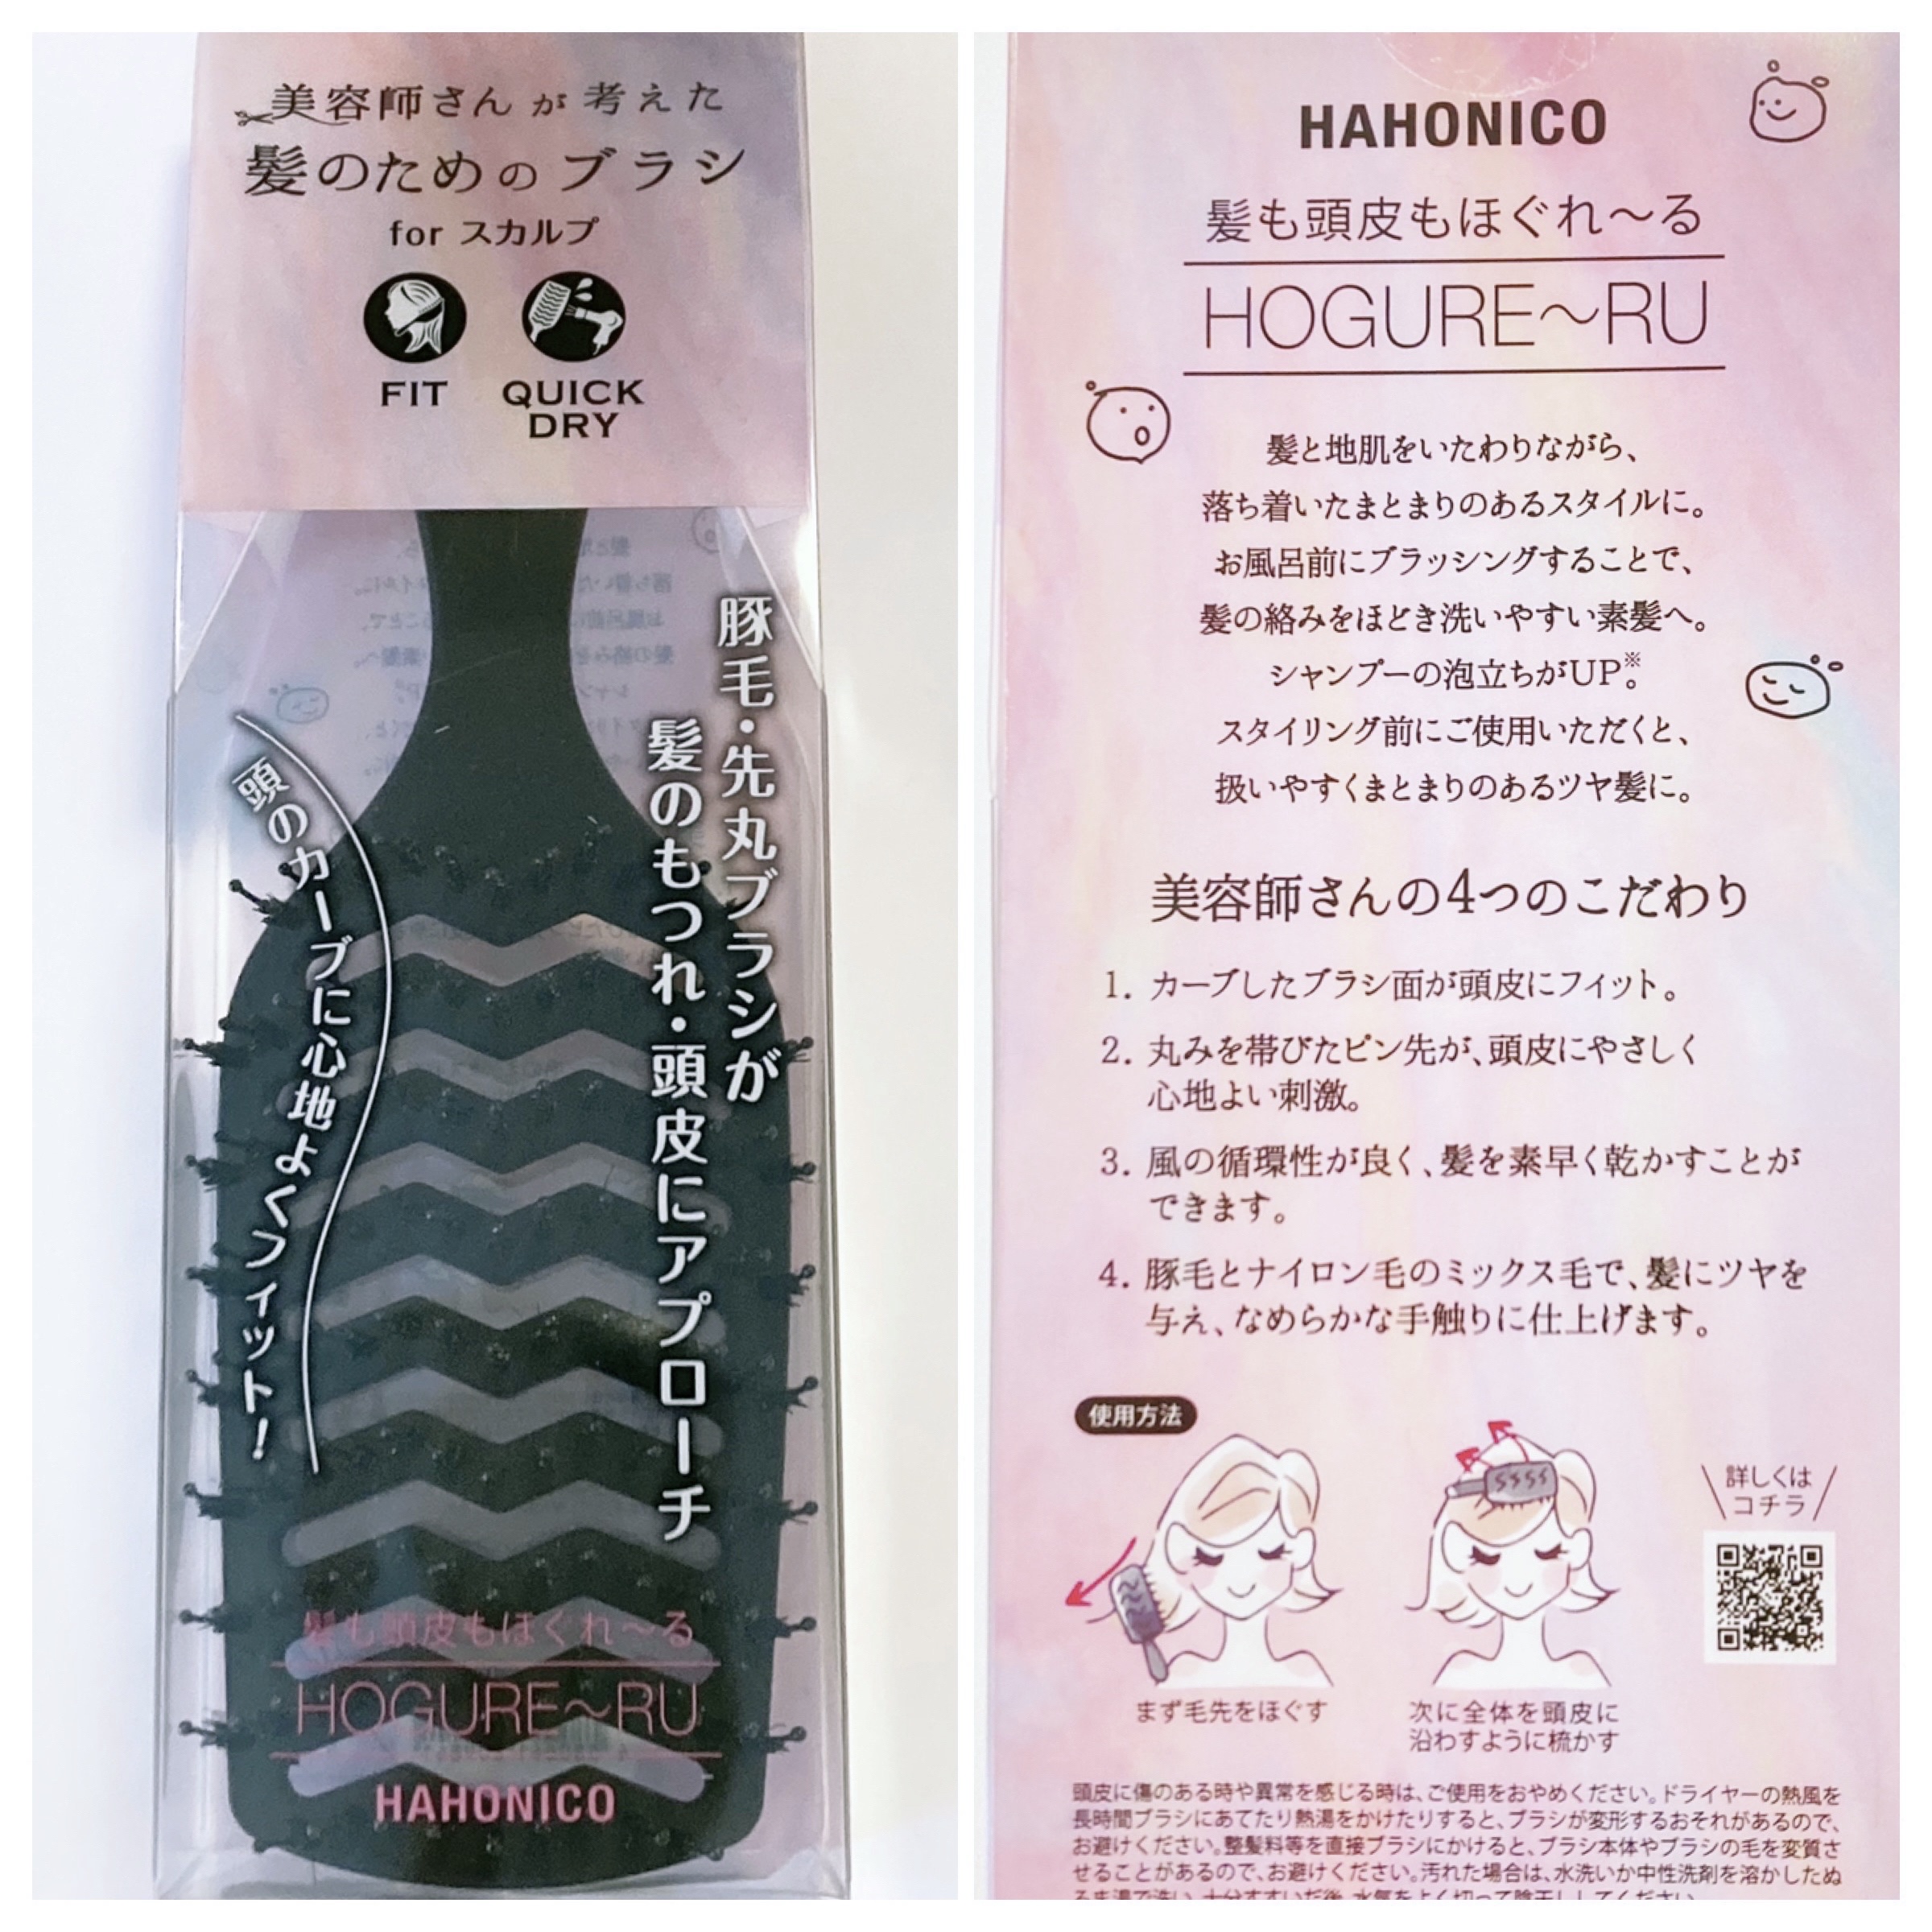 美容師さんが考えた
髪のためのブラシ
for スカルプ
FIT
QUICK
DRY
豚毛・先丸ブラシが
髪のもつれ・頭皮にアプローチ
頭のカーブに心地よくフィット!
髪も頭皮もほぐれ〜る
HOGURE〜RU
HAHONICO
HAHONICO
髪も頭皮もほぐれ〜る
HOGURE〜RU
髪と地肌をいたわりながら、
落ち着いたまとまりのあるスタイルに。
お風呂前にブラッシングすることで、
髪の絡みをほどき洗いやすい素髪へ。
シャンプーの泡立ちがUP※。
スタイリング前にご使用いただくと、
扱いやすくまとまりのあるツヤ髪に。
美容師さんの4つのこだわり
1. カーブしたブラシ面が頭皮にフィット。
2. 丸みを帯びたピン先が、頭皮にやさしく
心地よい刺激。
3. 風の循環性が良く、髪を素早く乾かすことが
できます。
4. 豚毛とナイロン毛のミックス毛で、髪にツヤを
与え、なめらかな手触りに仕上げます。
使用方法
詳しくは
コチラ
まず毛先をほぐす
次に全体を頭皮に
沿わすように梳かす
頭皮に傷のある時や異常を感じる時は、ご使用をおやめください。ドライヤーの熱風を
長時間ブラシにあてたり熱湯をかけたりすると、ブラシが変形するおそれがあるので、
お避けください。整髪料等を直接ブラシにかけると、ブラシ本体やブラシの毛を変質さ
せることがあるので、お避けください。汚れた場合は、水洗いか中性洗剤を溶かしたぬ